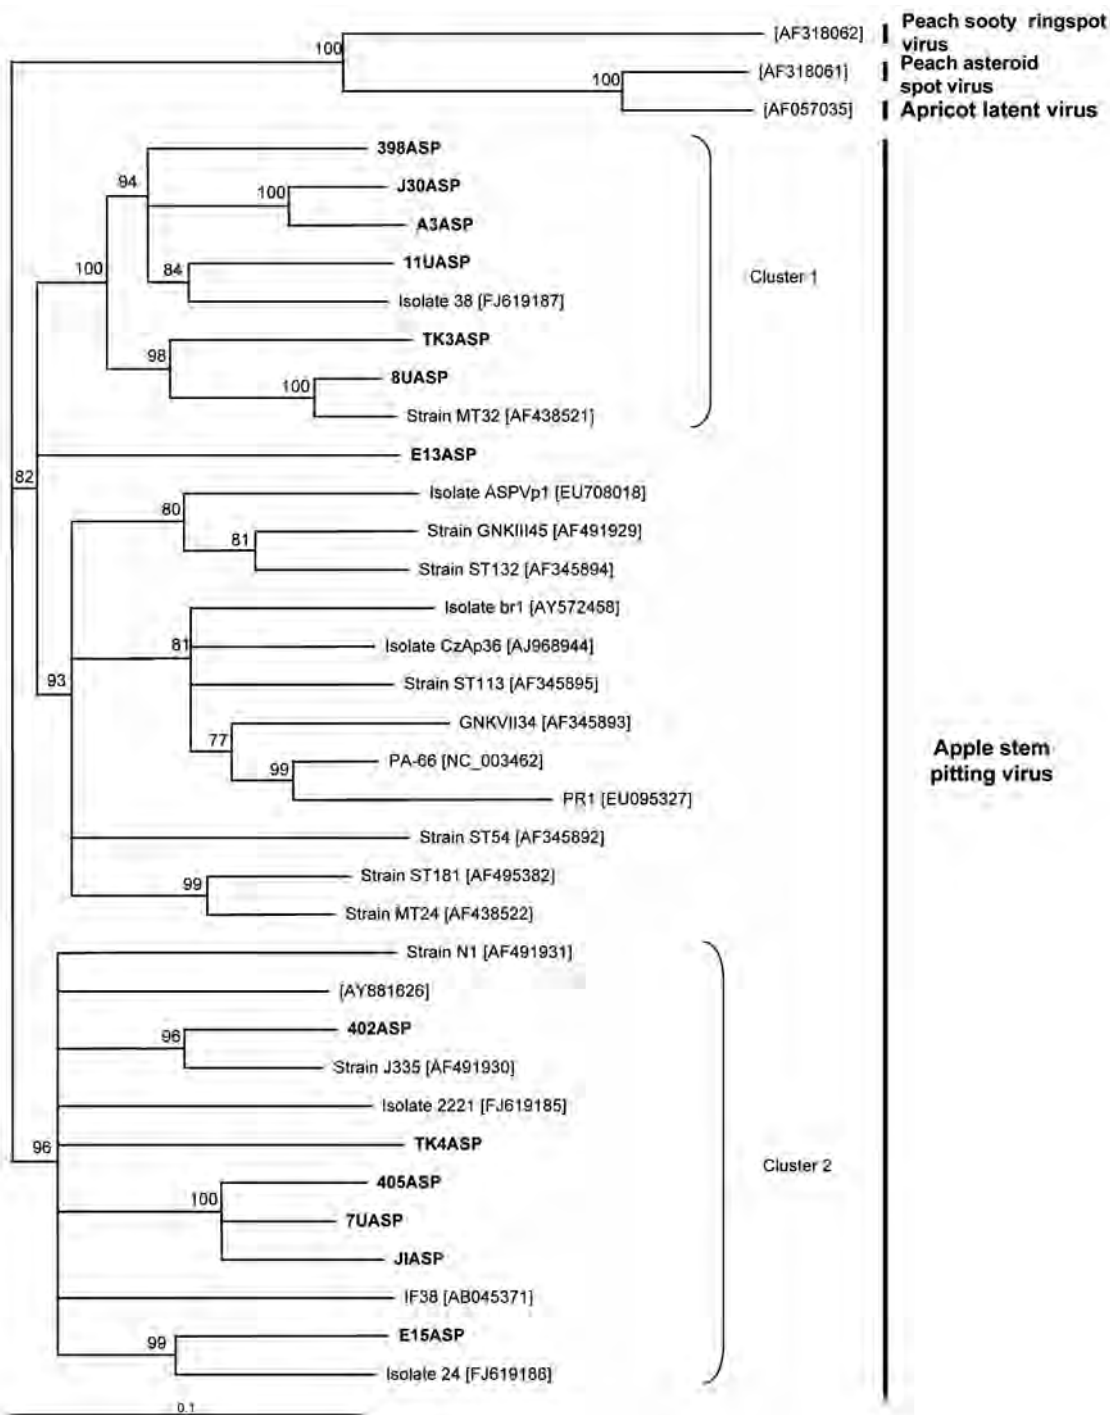 100
[AF318062]
Peach sooty ringspot
virus
100
[AF318061]
Peach asteroid
spot virus
[AF057035]
Apricot latent virus
398ASP
94
100
J30ASP
A3ASP
100
84
11UASP
Cluster 1
Isolate 38 [FJ619187]
TK3ASP
98
100
8UASP
Strain MT32 [AF438521]
E13ASP
82
80
Isolate ASPVp1 [EU708018]
81
Strain GNKIII45 [AF491929]
Strain ST132 [AF345894]
Isolate br1 [AY572458]
81
Isolate CzAp36 [AJ968944]
93
Strain ST113 [AF345895]
77
GNKVII34 [AF345893]
99
PA-66 [NC_003462]
Apple stem
pitting virus
PR1 [EU095327]
Strain ST54 [AF345892]
99
Strain ST181 [AF495382]
Strain MT24 [AF438522]
Strain N1 [AF491931]
[AY881626]
96
402ASP
Strain J335 [AF491930]
Isolate 2221 [FJ619185]
96
TK4ASP
Cluster 2
405ASP
100
7UASP
JIASP
IF38 [AB045371]
99
E15ASP
Isolate 24 [FJ619186]
0.1